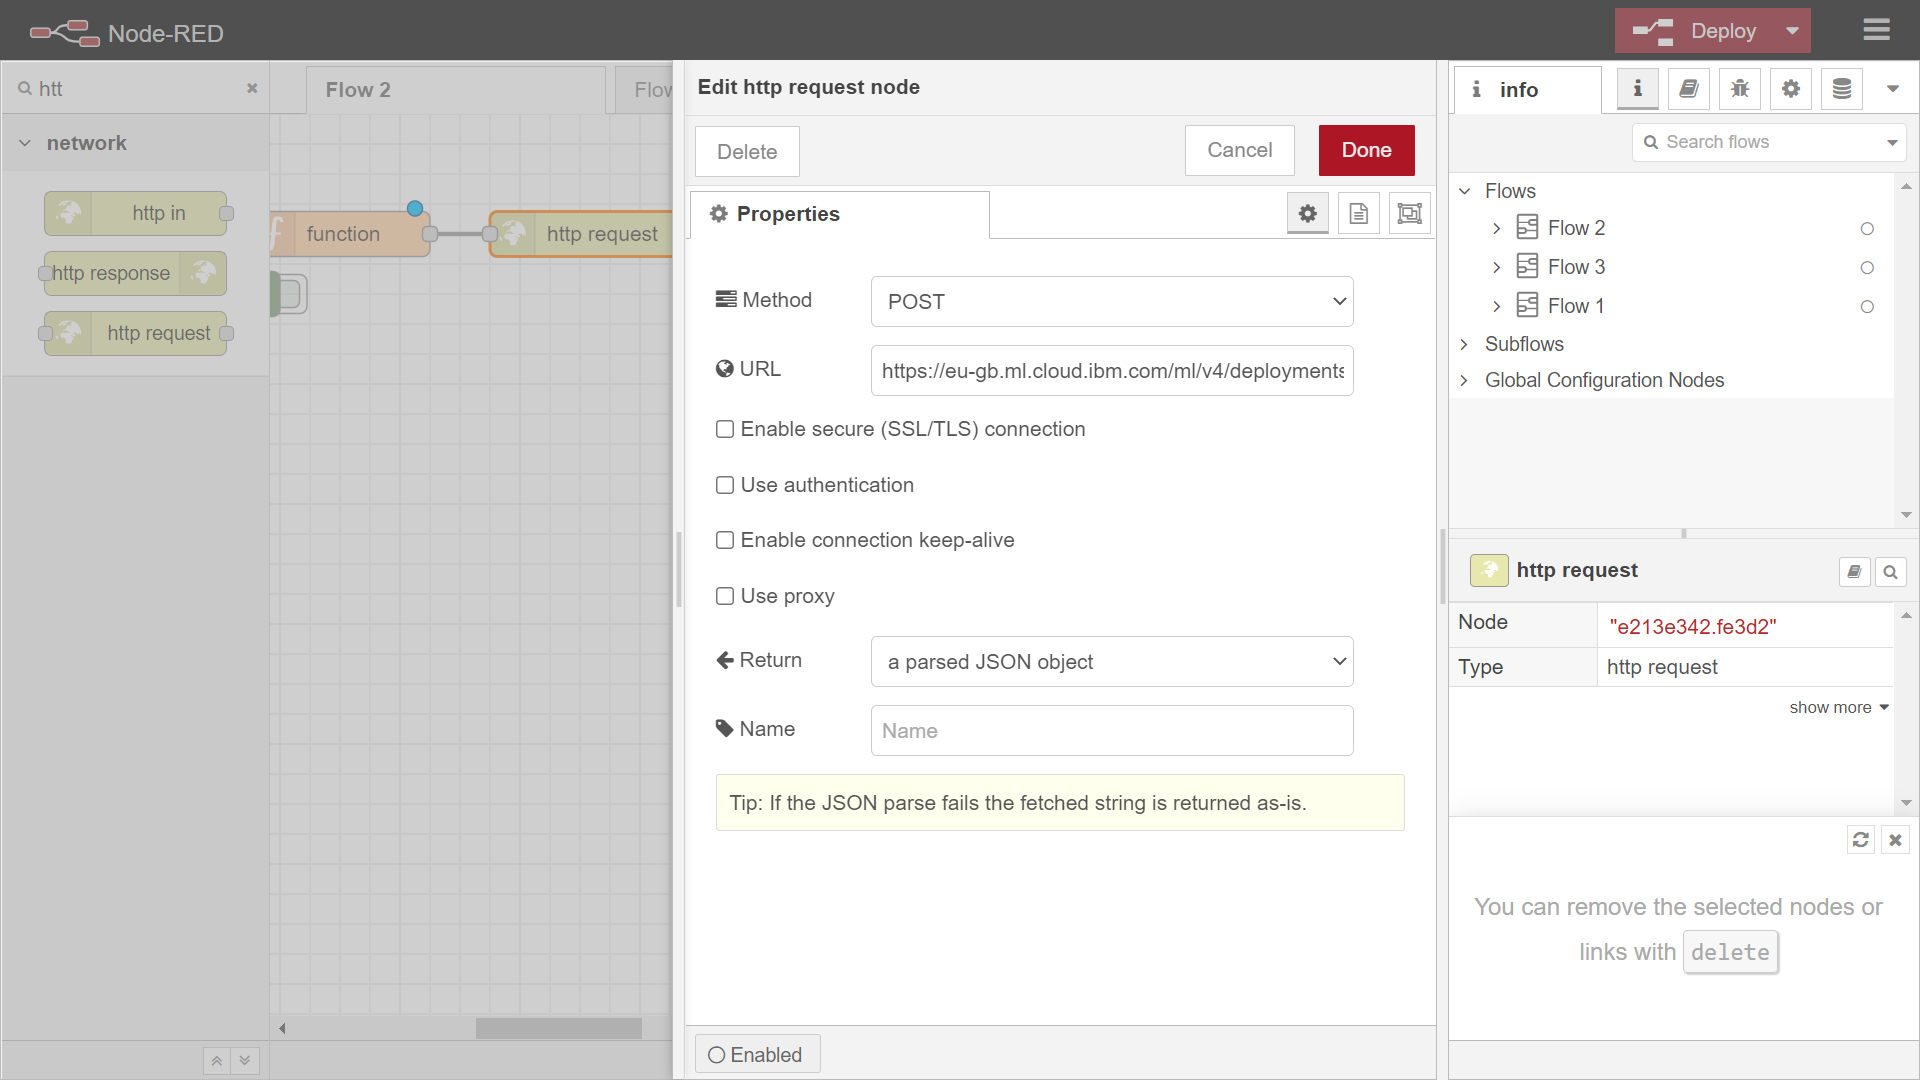 Node-RED
Deploy
htt
Flow 2
Flow
network
http in
http response
http request
function
http request
Edit http request node
Delete
Cancel
Done
Properties
Method
POST
URL
https://eu-gb.ml.cloud.ibm.com/ml/v4/deployments
Enable secure (SSL/TLS) connection
Use authentication
Enable connection keep-alive
Use proxy
Return
a parsed JSON object
Name
Name
Tip: If the JSON parse fails the fetched string is returned as-is.
Enabled
info
Search flows
Flows
Flow 2
Flow 3
Flow 1
Subflows
Global Configuration Nodes
http request
Node
"e213e342.fe3d2"
Type
http request
show more
You can remove the selected nodes or
links with delete